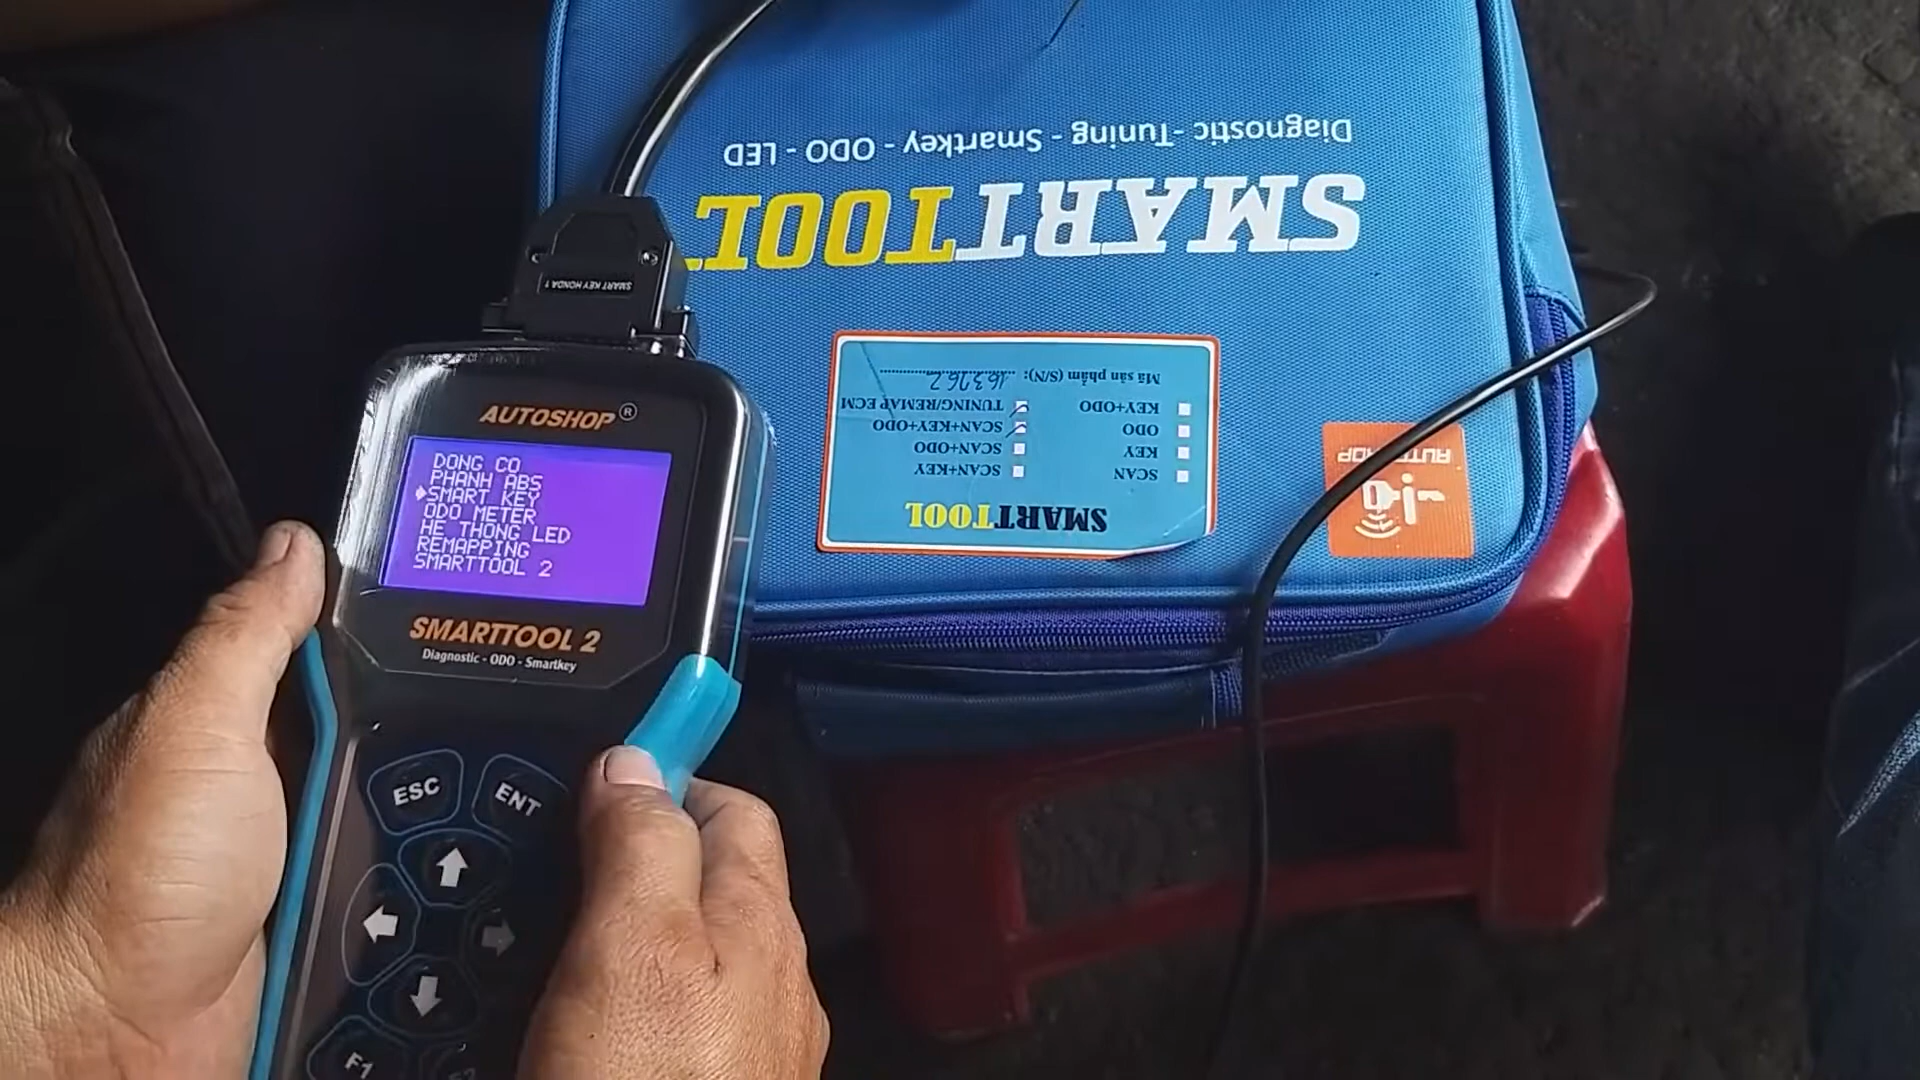 SMARTTOOL
Diagnostic - Tuning - Smartkey - ODO - LED
SMART KEY HONDA 1
AUTOSHOP®
DONG CO
PHANH ABS
SMART KEY
ODO METER
HE THONG LED
REMAPPING
SMARTTOOL 2
SMARTTOOL 2
Diagnostic - ODO - Smartkey
ESC
ENT
F1
SMARTTOOL
SCAN
SCAN+KEY
KEY
SCAN+ODO
ODO
SCAN+KEY+ODO
KEY+ODO
TUNING/REMAP ECM
Mã sản phẩm (S/N): 163762